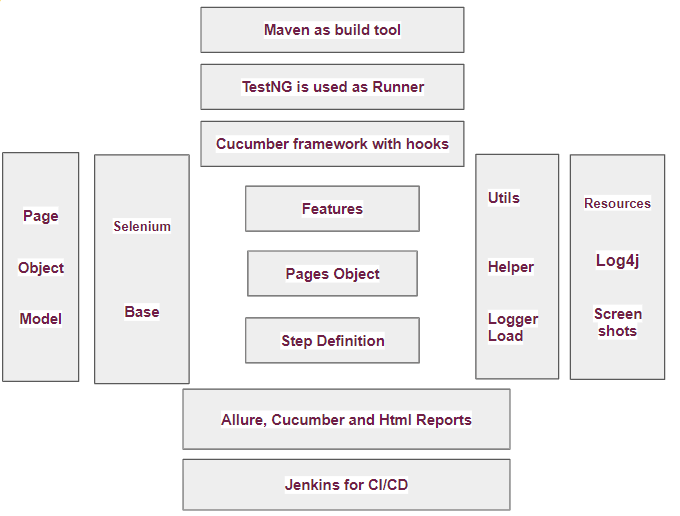 Maven as build tool
TestNG is used as Runner
Cucumber framework with hooks
Page
Object
Model
Selenium
Base
Features
Pages Object
Step Definition
Utils
Helper
Logger
Load
Resources
Log4j
Screen
shots
Allure, Cucumber and Html Reports
Jenkins for CI/CD